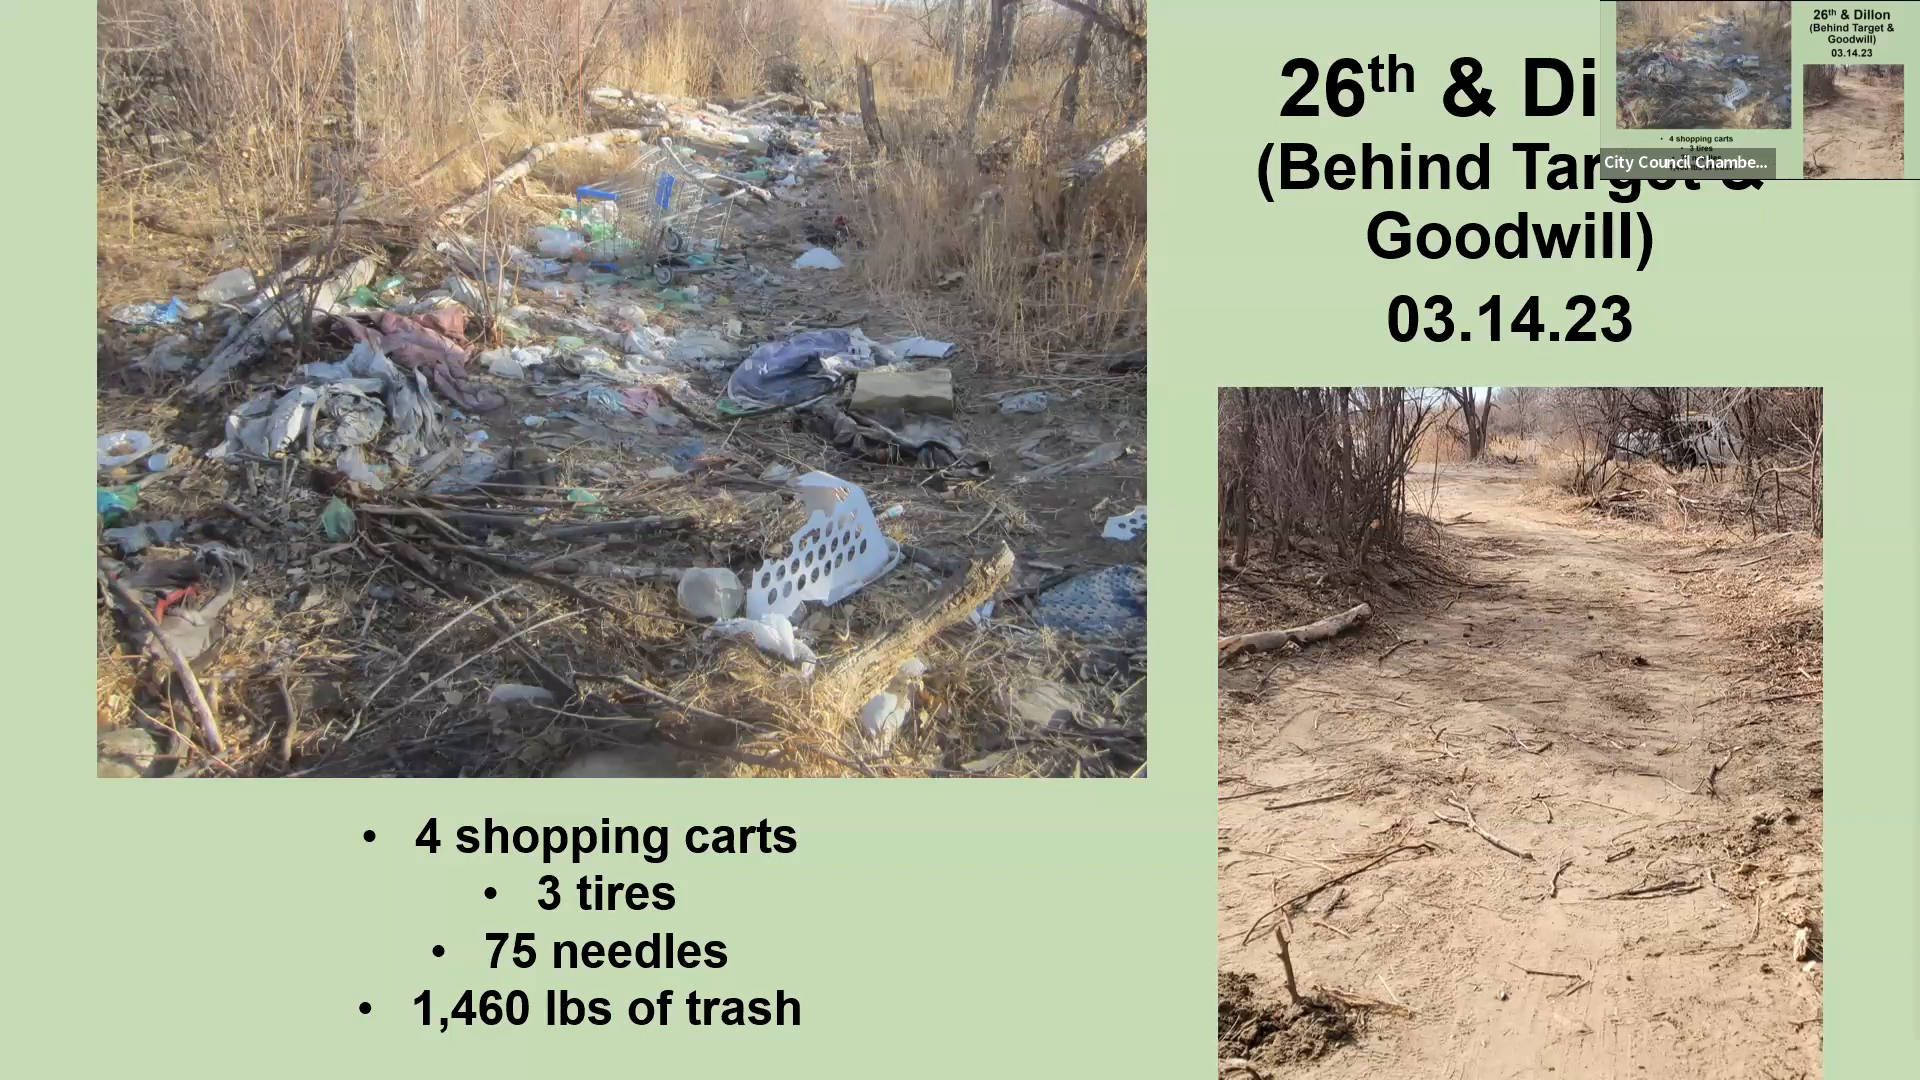 26th & Di
(Behind Target &
Goodwill)
03.14.23
• 4 shopping carts
• 3 tires
• 75 needles
• 1,460 lbs of trash
26th & Dillon
(Behind Target &
Goodwill)
03.14.23
• 4 shopping carts
• 3 tires
City Council Chambe...